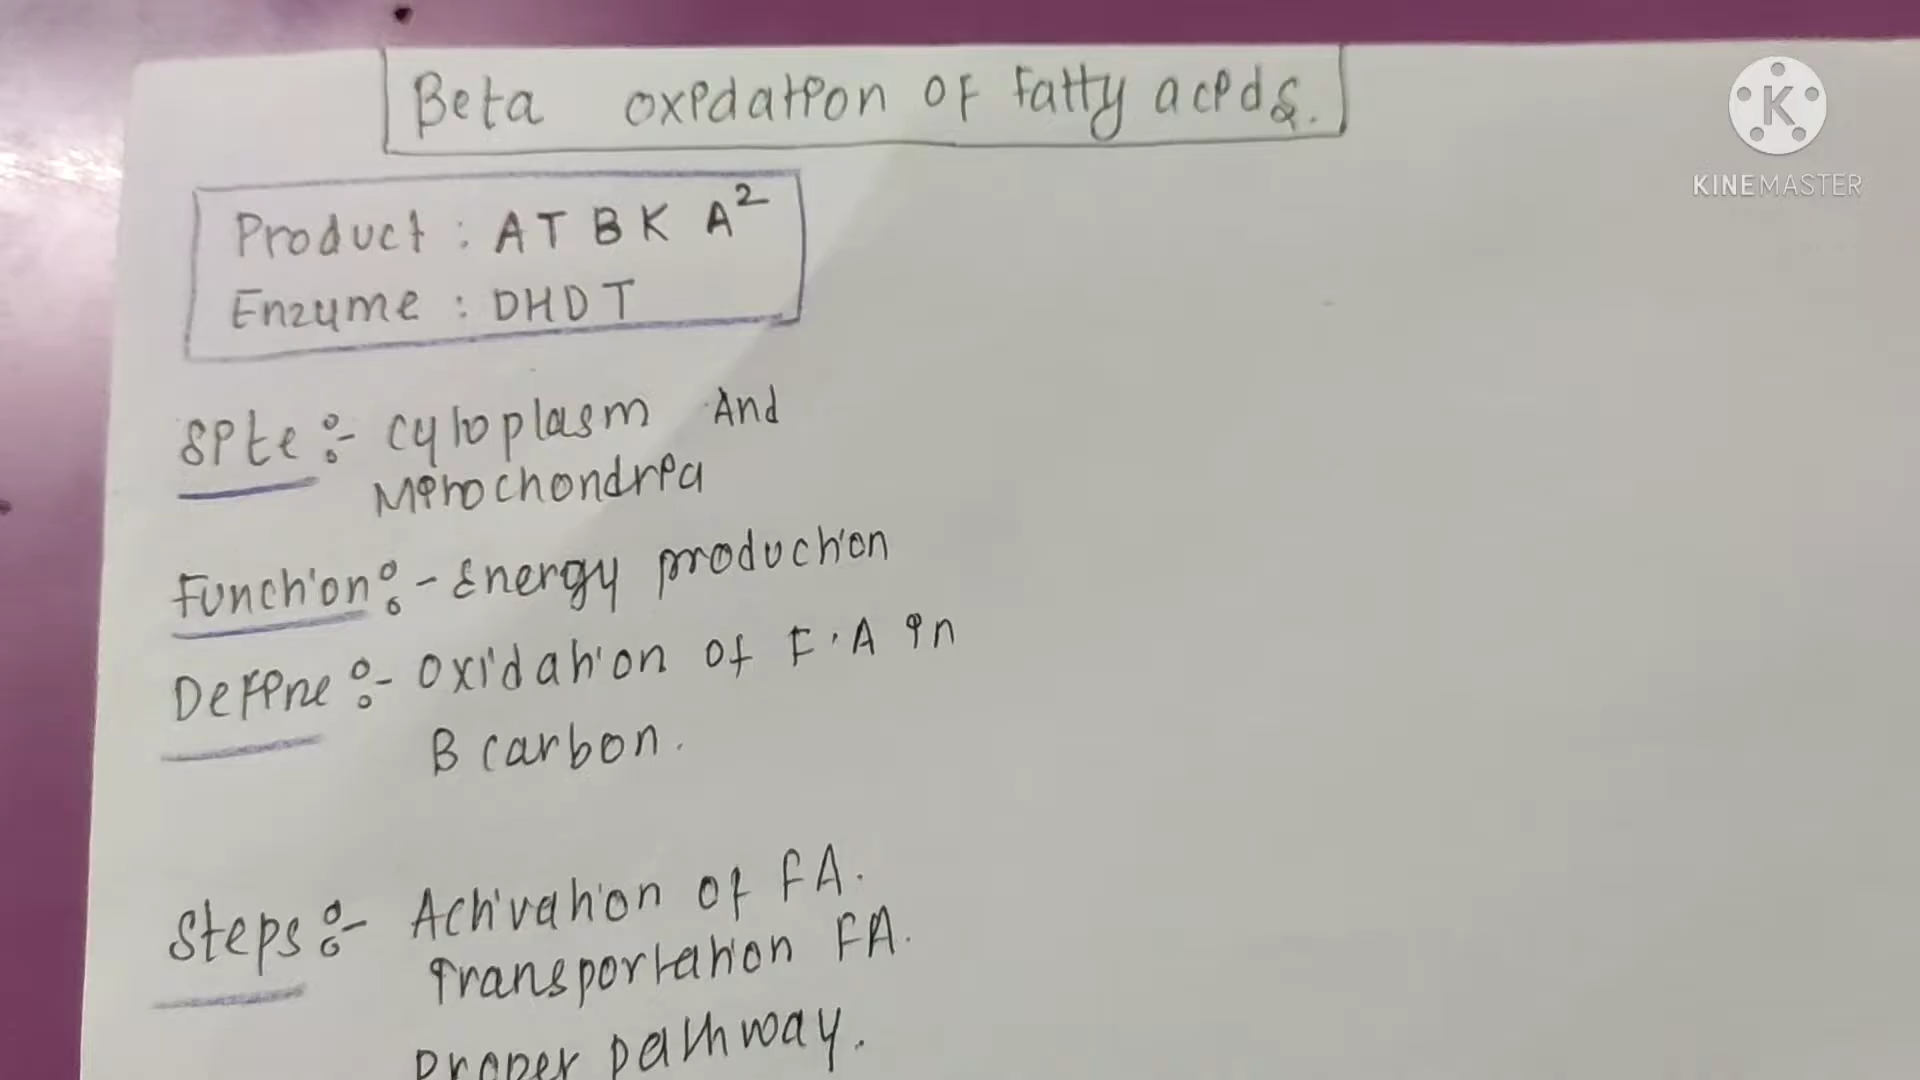 Beta oxidation of fatty acids.
KINEMASTER
Product : A T B K A²
Enzyme : DHDT
Site :- cytoplasm And
Mitochondria
Function :- Energy production
Define :- oxidation of F.A in
B carbon.
Steps :- Activation of FA.
Transportation FA.
Proper pathway.